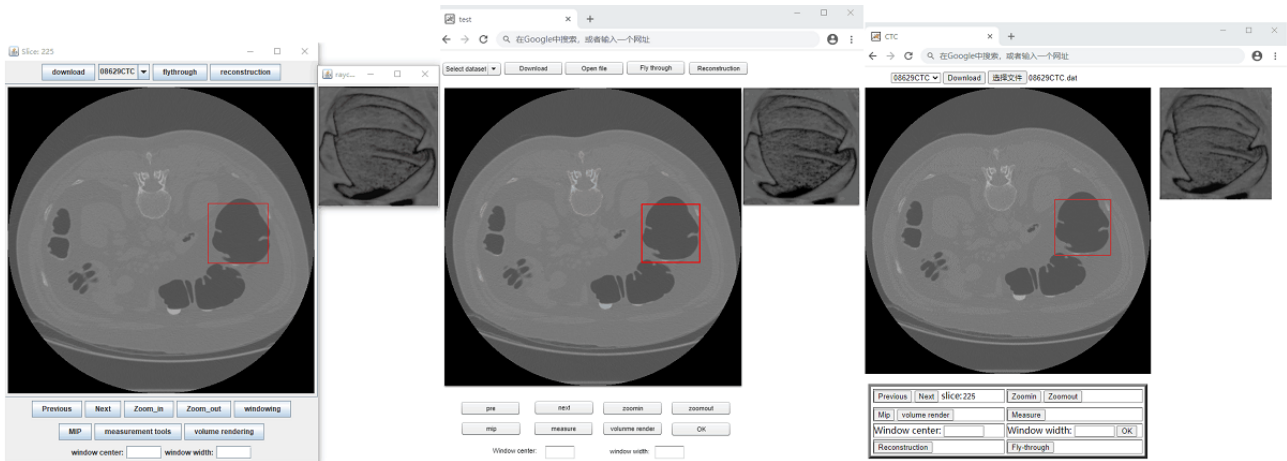 Slice: 225
download 08629CTC flythrough reconstruction
rayc...
Previous Next Zoom_in Zoom_out windowing
MIP measurement tools volume rendering
window center: window width:
test
在Google中搜索，或者输入一个网址
Select dataset Download Open file Fly through Reconstruction
pre next zoomin zoomout
mip measure volumme render OK
Window center: window width:
CTC
在Google中搜索，或者输入一个网址
08629CTC Download 选择文件 08629CTC.dat
Previous Next slice:225 Zoomin Zoomout
Mip volume render Measure
Window center: Window width: OK
Reconstruction Fly-through